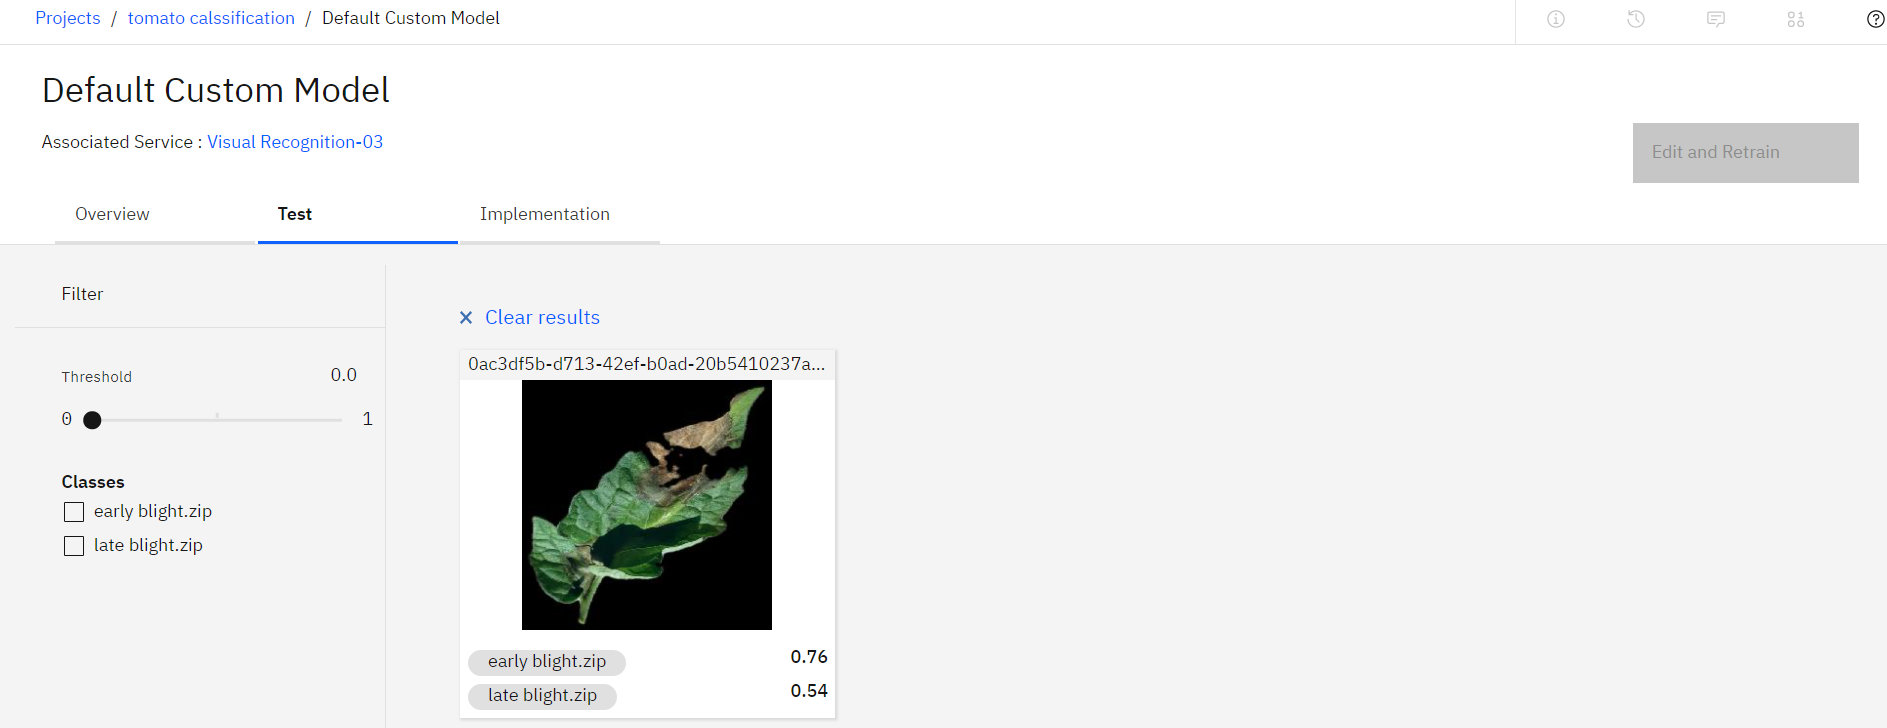 Projects / tomato calssification / Default Custom Model
Default Custom Model
Associated Service : Visual Recognition-03
Edit and Retrain
Overview Test Implementation
Filter
Threshold 0.0
0 1
Classes
early blight.zip
late blight.zip
× Clear results
0ac3df5b-d713-42ef-b0ad-20b5410237a...
early blight.zip 0.76
late blight.zip 0.54